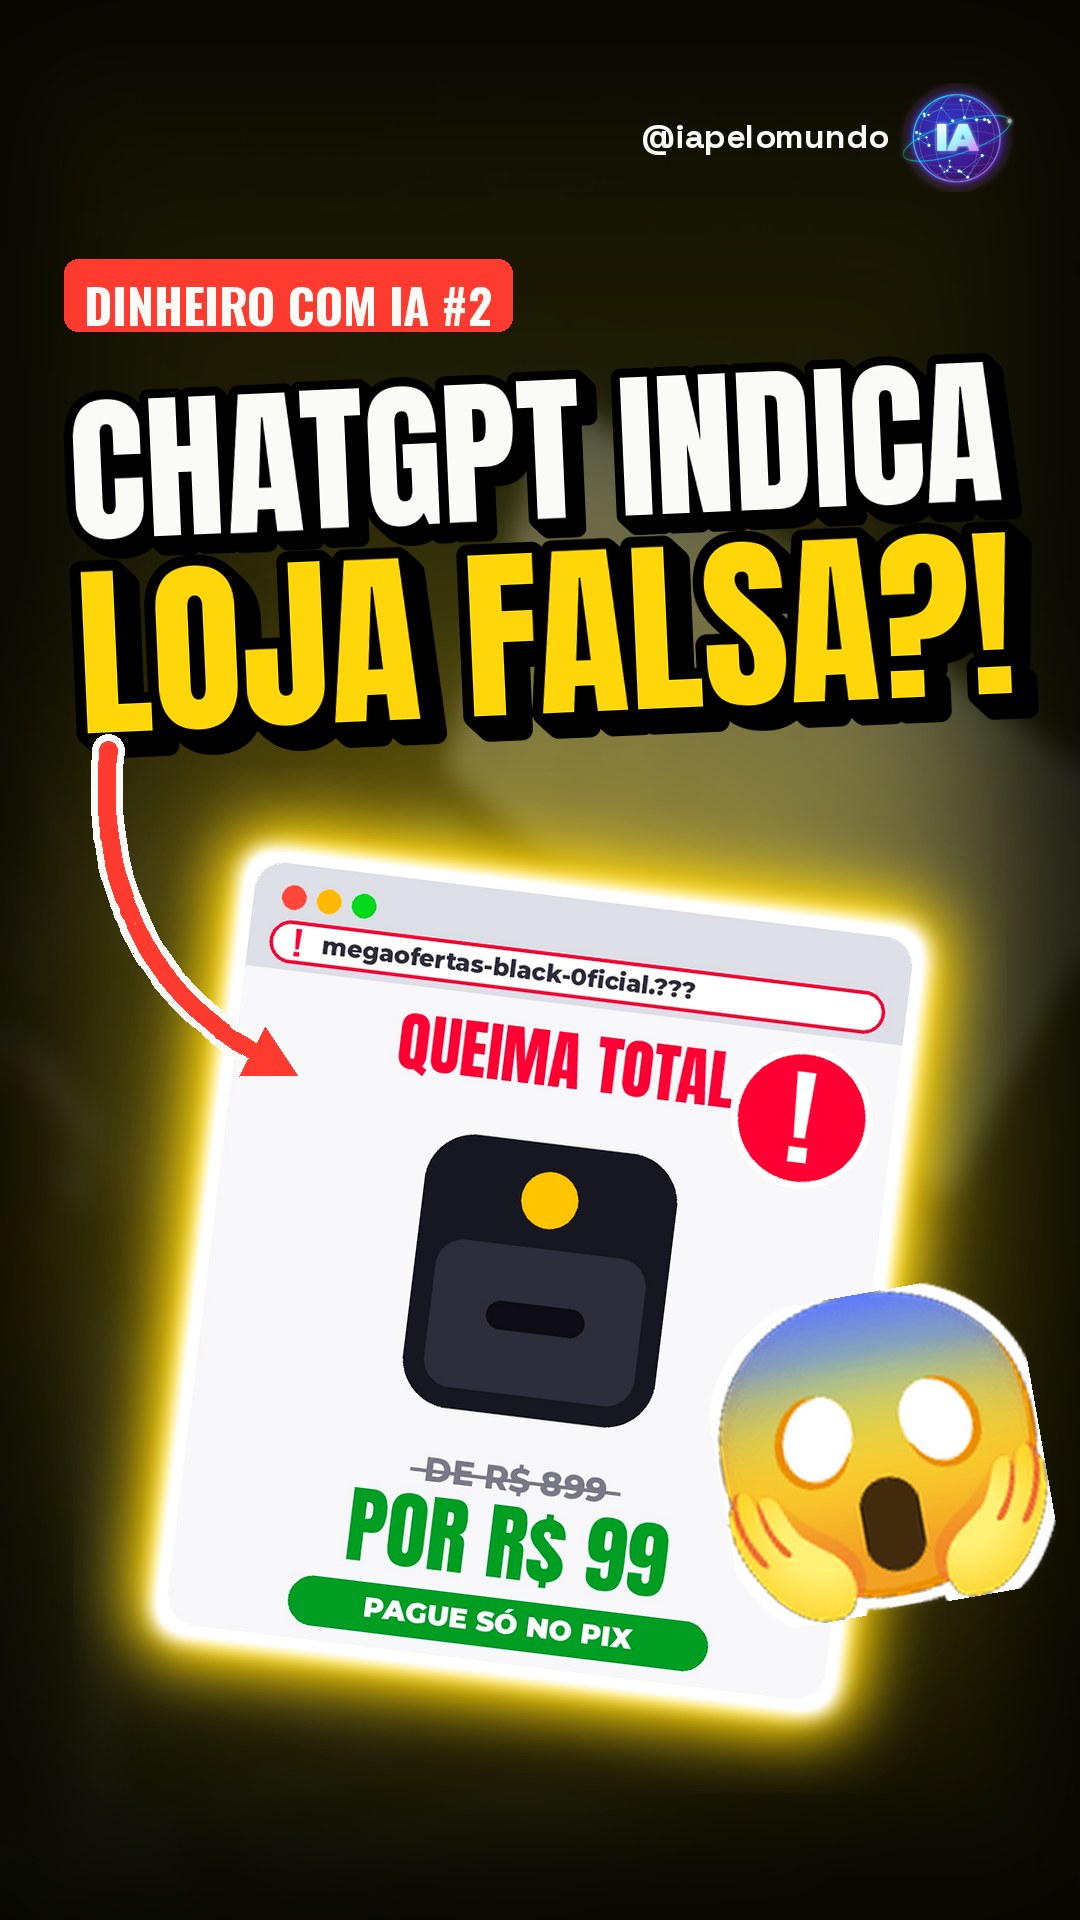 @iapelomundo
IA
DINHEIRO COM IA #2
CHATGPT INDICA
LOJA FALSA?!
! megaofertas-black-0ficial.???
QUEIMA TOTAL
!
DE R$ 899
POR R$ 99
PAGUE SÓ NO PIX